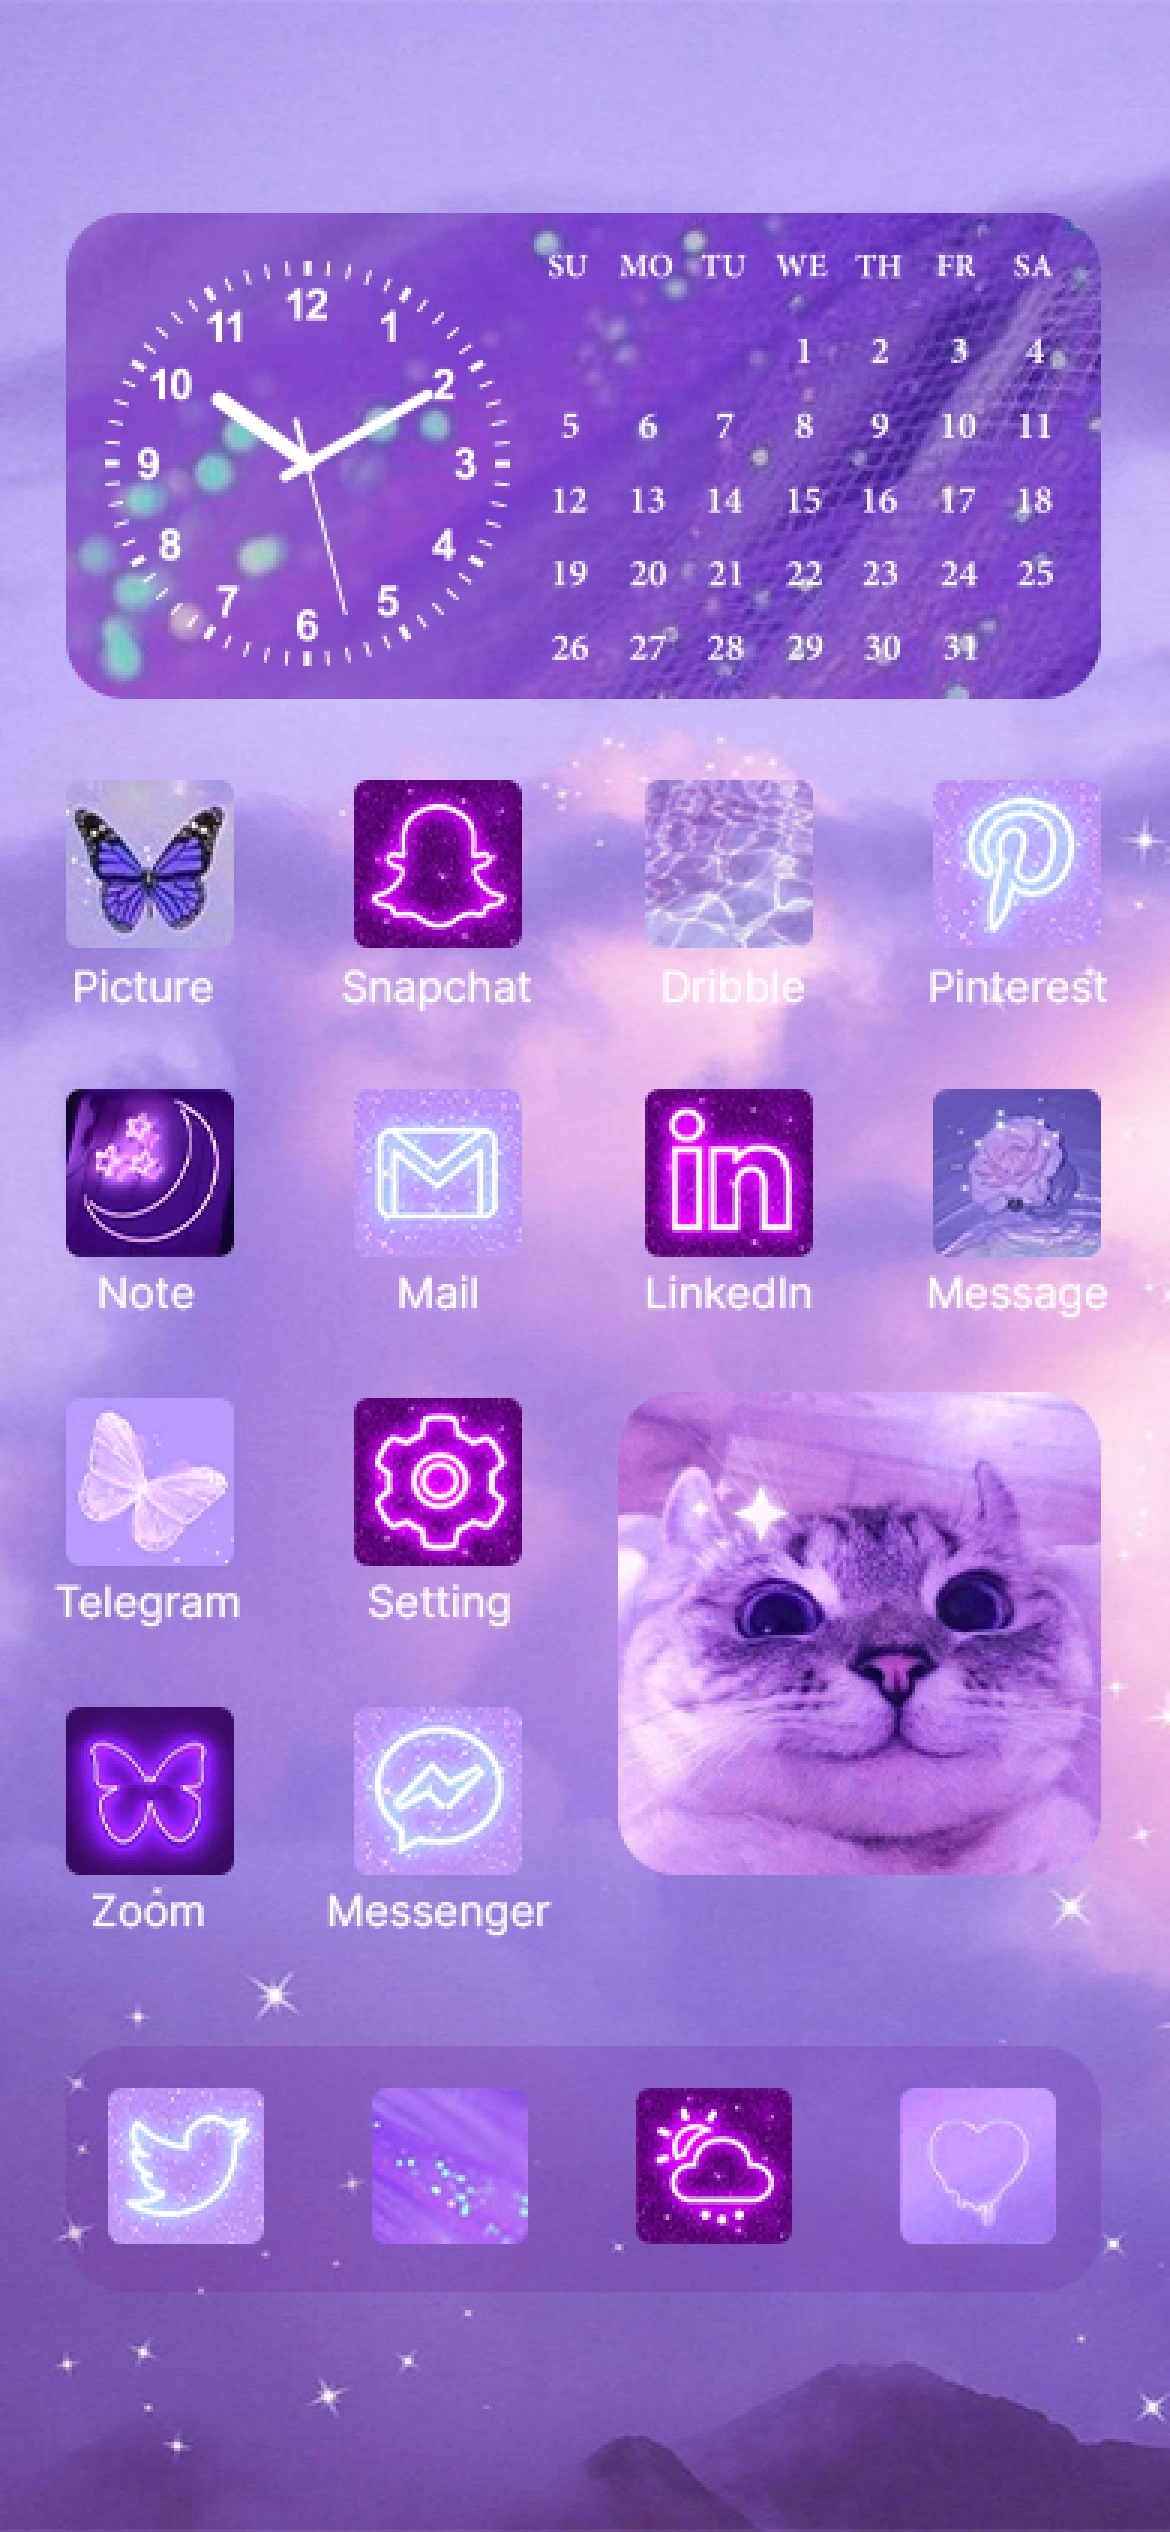 12
11 1
10 2
9 3
8 4
7 5
6
SU MO TU WE TH FR SA
1 2 3 4
5 6 7 8 9 10 11
12 13 14 15 16 17 18
19 20 21 22 23 24 25
26 27 28 29 30 31
Picture Snapchat Dribble Pinterest
in
Note Mail LinkedIn Message
Telegram Setting
Zoom Messenger